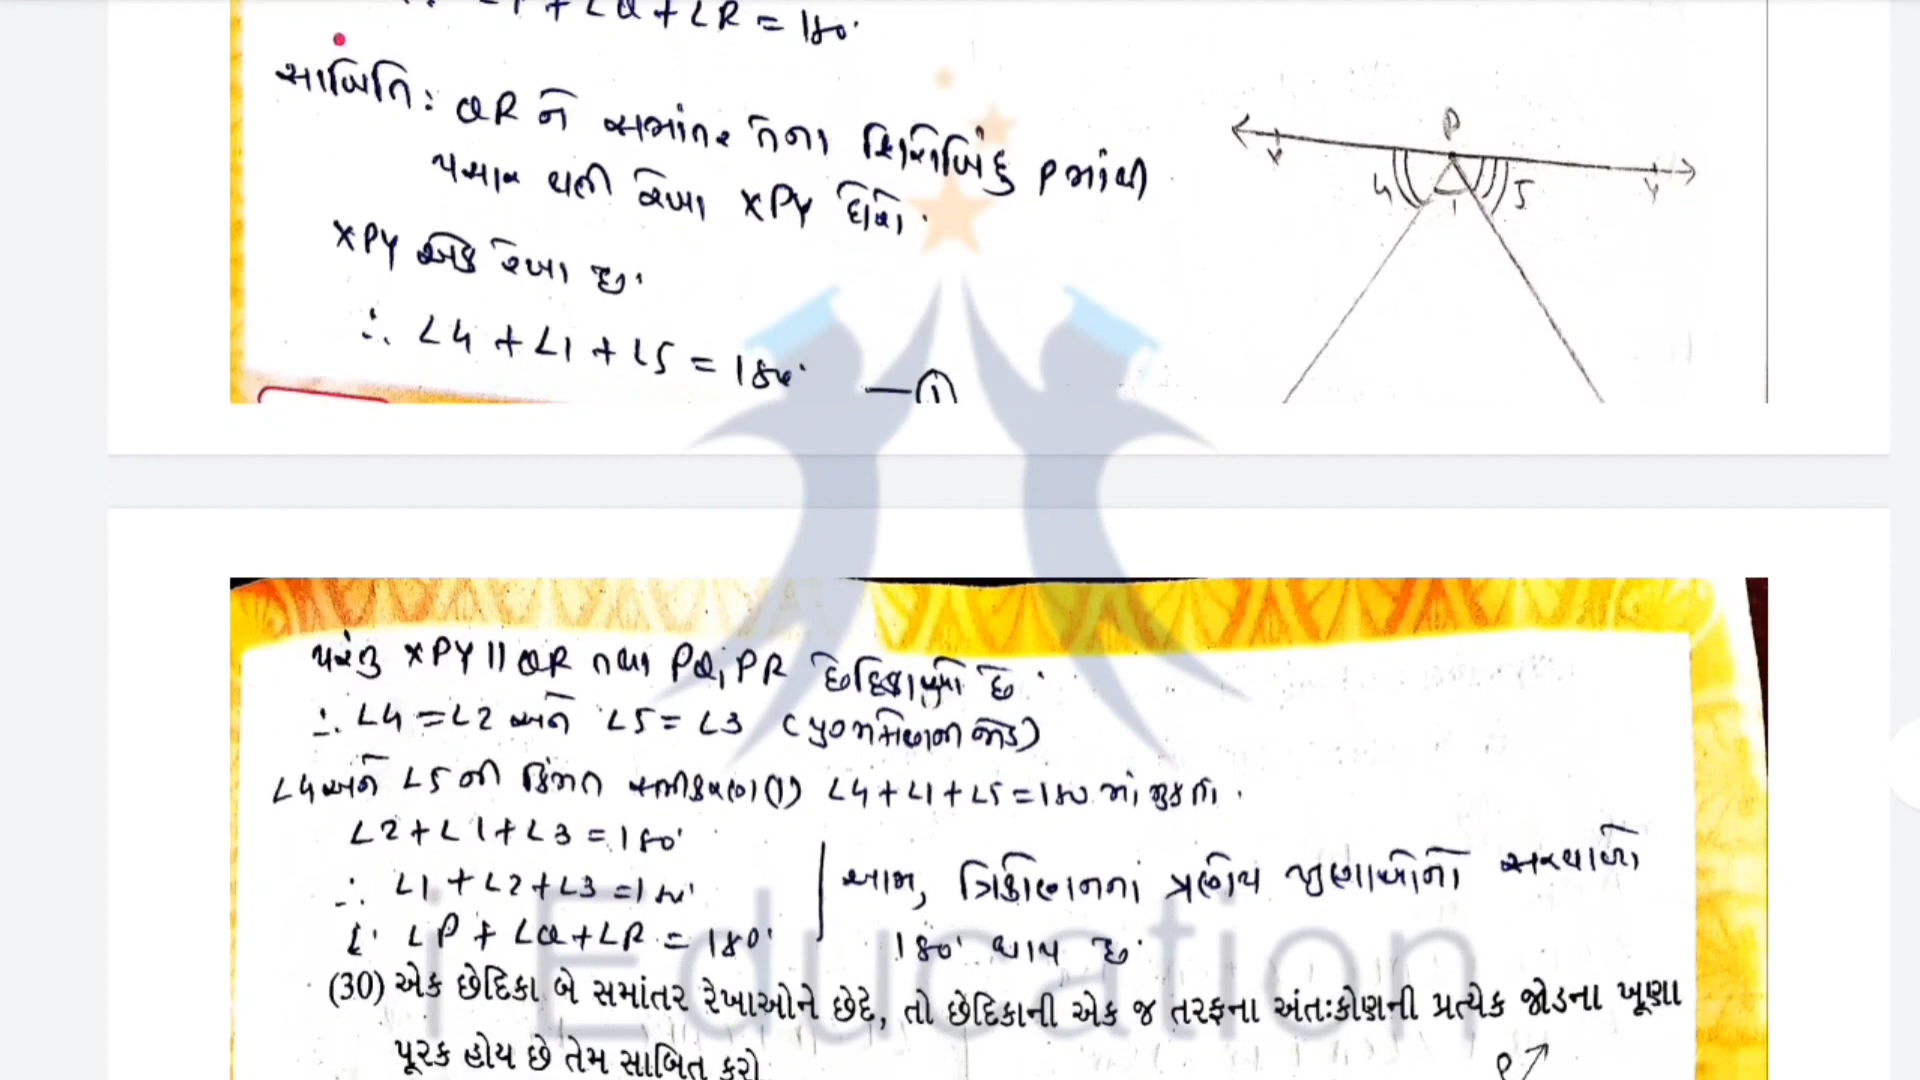 + ∠Q + ∠R = 180°
સાબિતિ : QR ને સમાંતર તેના શિરોબિંદુ P માંથી
પસાર થતી રેખા XPY દોરો.
XPY એક રેખા છે.
∴ ∠4 + ∠1 + ∠5 = 180° —①
P
X
Y
4
1
5
પરંતુ XPY || QR તથા PQ, PR છેદિકાઓ છે.
∴ ∠4 = ∠2 અને ∠5 = ∠3 (યુગ્મકોણની જોડ)
∠4 અને ∠5 ની કિંમત સમીકરણ (1) ∠4 + ∠1 + ∠5 = 180 માં મુકતા.
∠2 + ∠1 + ∠3 = 180°
∴ ∠1 + ∠2 + ∠3 = 180°
∴ ∠P + ∠Q + ∠R = 180°
આમ, ત્રિકોણનાં ત્રણેય ખુણાઓનો સરવાળો
180° થાય છે.
(30) એક છેદિકા બે સમાંતર રેખાઓને છેદે, તો છેદિકાની એક જ તરફના અંતઃકોણની પ્રત્યેક જોડના ખૂણા
પૂરક હોય છે તેમ સાબિત કરો.
P
i Education